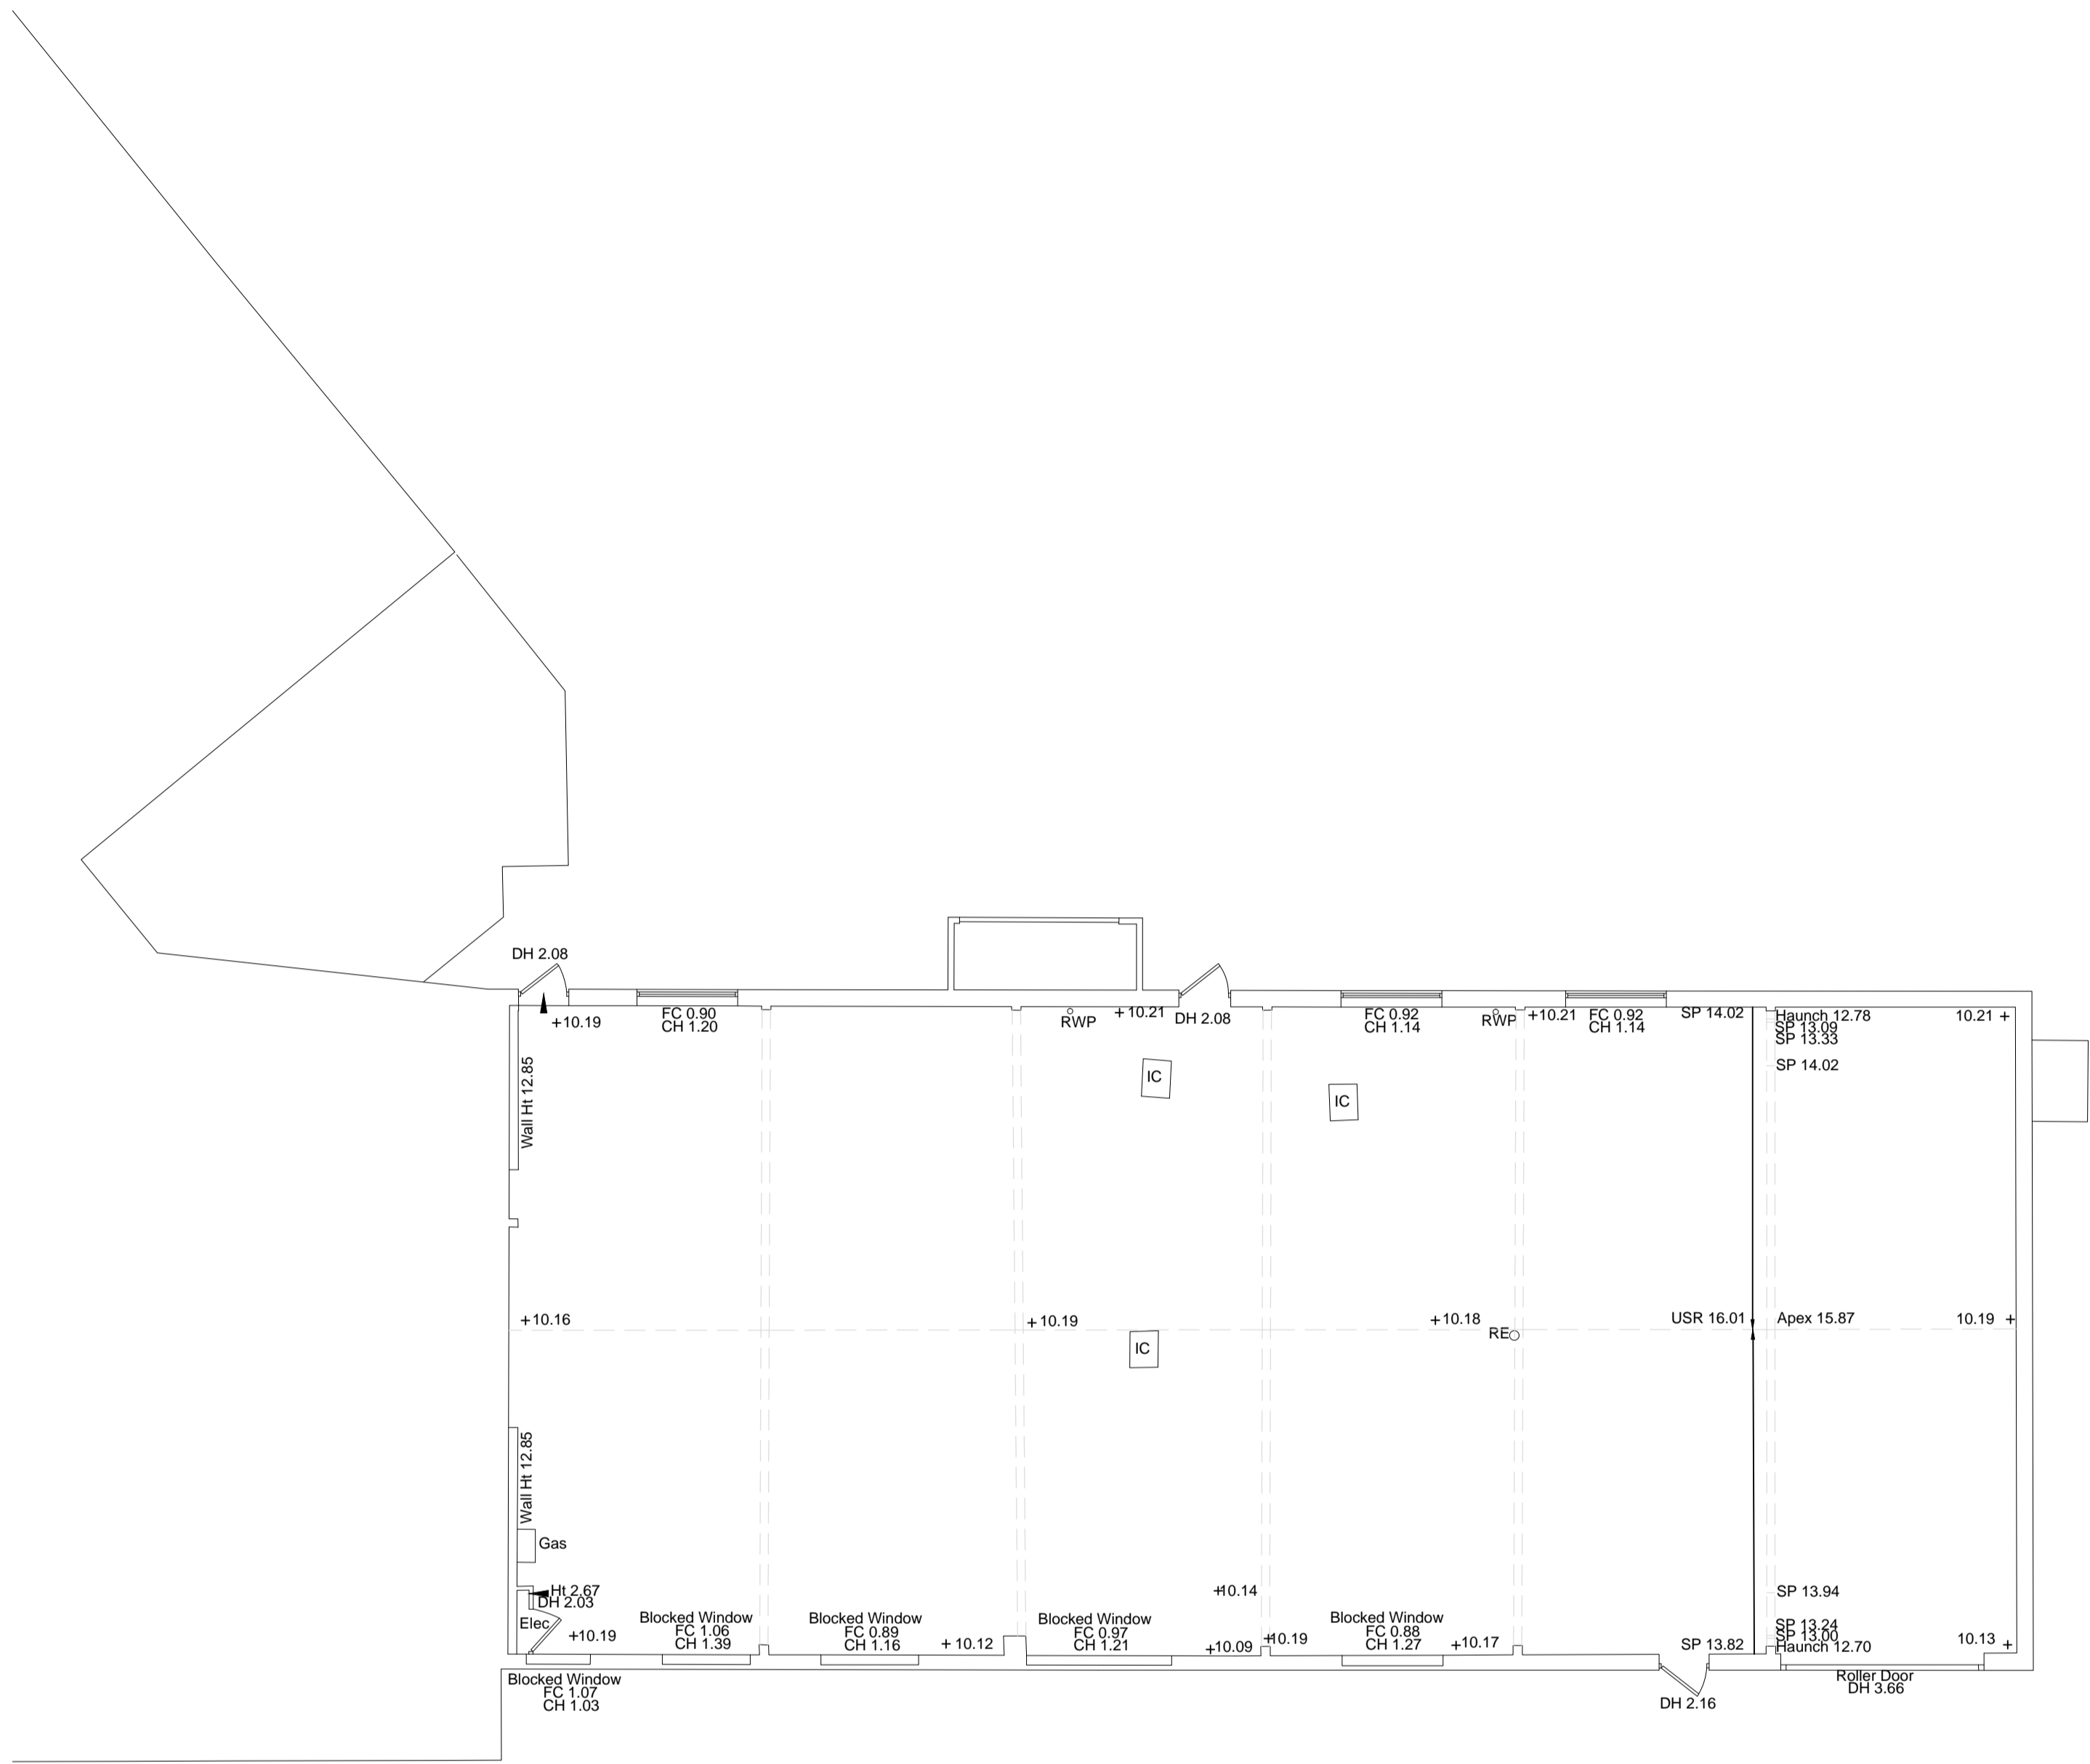 DH 2.08
+10.19
FC 0.90
CH 1.20
RWP
+10.21
DH 2.08
FC 0.92
CH 1.14
RWP
+10.21
FC 0.92
CH 1.14
SP 14.02
Haunch 12.78
SP 13.09
SP 13.33
SP 14.02
10.21 +
Wall Ht 12.85
IC
IC
+10.16
+10.19
+10.18
RE
USR 16.01
Apex 15.87
10.19 +
IC
Wall Ht 12.85
Gas
Ht 2.67
DH 2.03
Elec
+10.19
Blocked Window
FC 1.06
CH 1.39
Blocked Window
FC 0.89
CH 1.16
+10.12
Blocked Window
FC 0.97
CH 1.21
+10.14
+10.09
+10.19
Blocked Window
FC 0.88
CH 1.27
+10.17
SP 13.94
SP 13.24
SP 13.00
Haunch 12.70
SP 13.82
10.13 +
Blocked Window
FC 1.07
CH 1.03
DH 2.16
Roller Door
DH 3.66